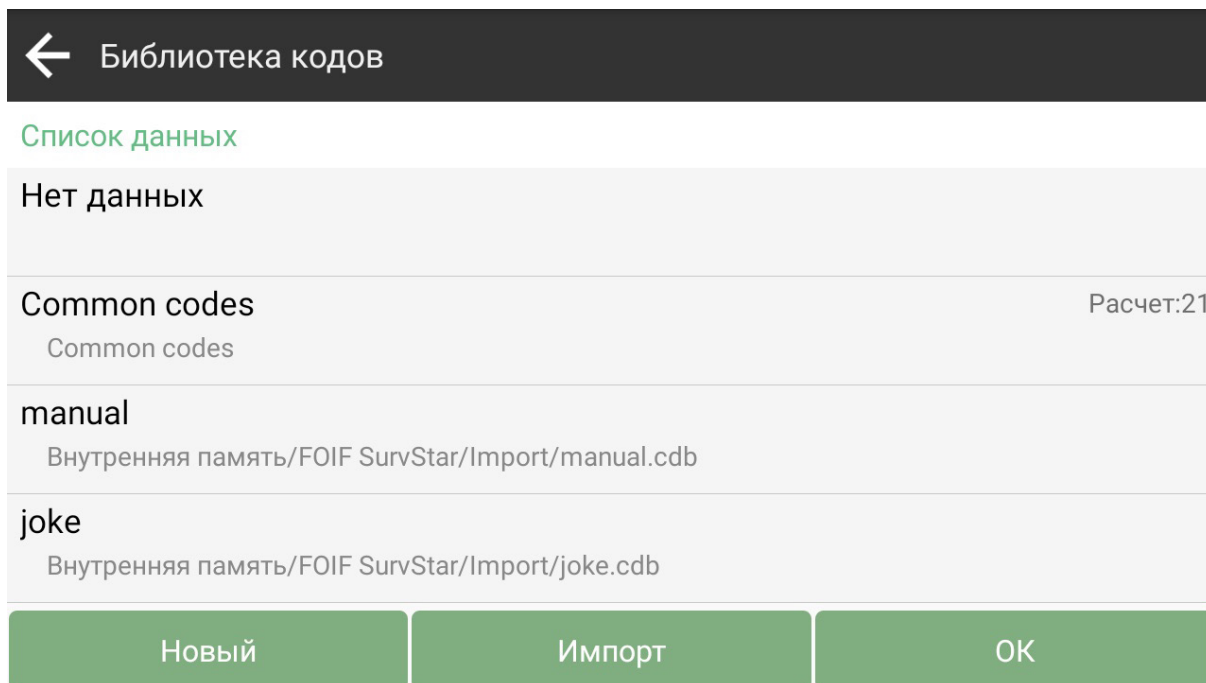 Библиотека кодов
Список данных
Нет данных
Common codes Расчет:21
Common codes
manual
Внутренняя память/FOIF SurvStar/Import/manual.cdb
joke
Внутренняя память/FOIF SurvStar/Import/joke.cdb
Новый Импорт ОК